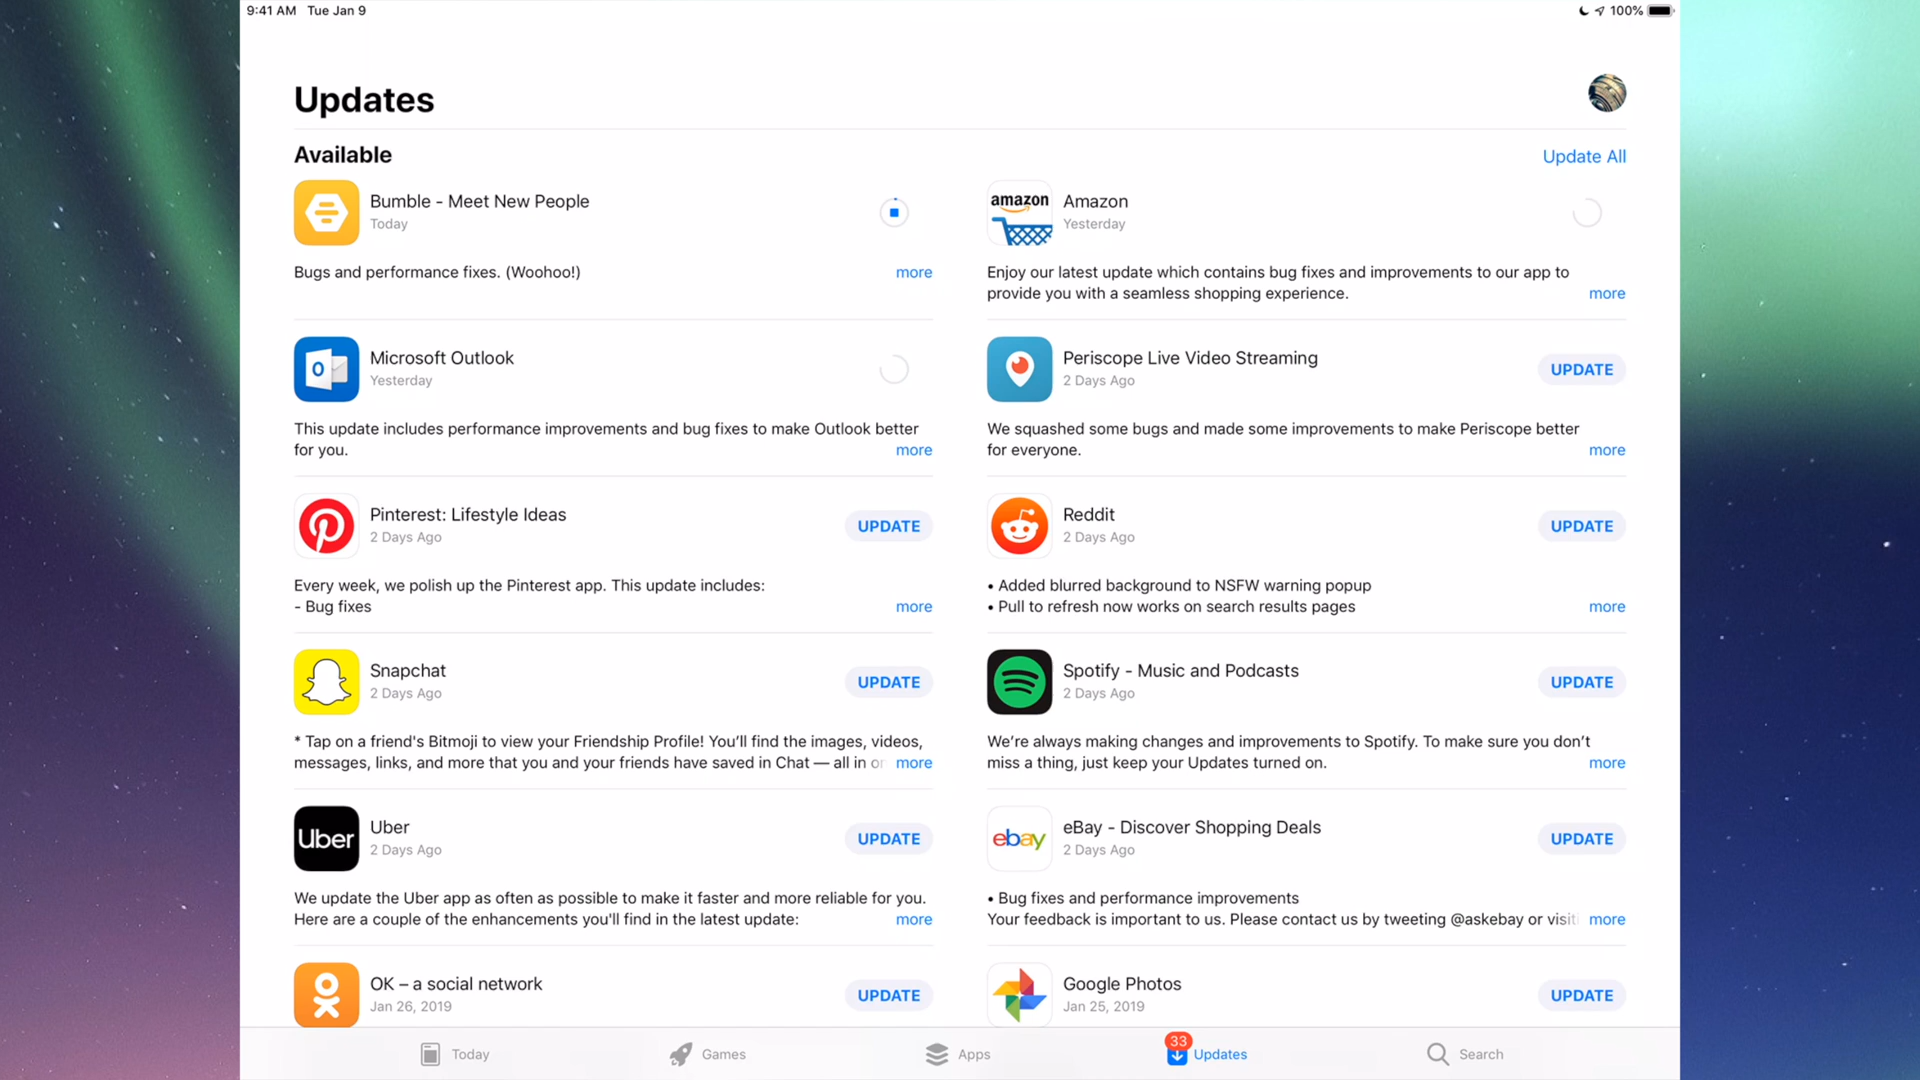 9:41 AM Tue Jan 9
100%
Updates
Available
Update All
Bumble - Meet New People
Today
Bugs and performance fixes. (Woohoo!)
more
amazon
Amazon
Yesterday
Enjoy our latest update which contains bug fixes and improvements to our app to
provide you with a seamless shopping experience.
more
Microsoft Outlook
Yesterday
This update includes performance improvements and bug fixes to make Outlook better
for you.
more
Periscope Live Video Streaming
2 Days Ago
UPDATE
We squashed some bugs and made some improvements to make Periscope better
for everyone.
more
Pinterest: Lifestyle Ideas
2 Days Ago
UPDATE
Every week, we polish up the Pinterest app. This update includes:
- Bug fixes
more
Reddit
2 Days Ago
UPDATE
• Added blurred background to NSFW warning popup
• Pull to refresh now works on search results pages
more
Snapchat
2 Days Ago
UPDATE
* Tap on a friend's Bitmoji to view your Friendship Profile! You’ll find the images, videos,
messages, links, and more that you and your friends have saved in Chat — all in
more
Spotify - Music and Podcasts
2 Days Ago
UPDATE
We’re always making changes and improvements to Spotify. To make sure you don’t
miss a thing, just keep your Updates turned on.
more
Uber
Uber
2 Days Ago
UPDATE
We update the Uber app as often as possible to make it faster and more reliable for you.
Here are a couple of the enhancements you'll find in the latest update:
more
ebay
eBay - Discover Shopping Deals
2 Days Ago
UPDATE
• Bug fixes and performance improvements
Your feedback is important to us. Please contact us by tweeting @askebay or visit
more
OK – a social network
Jan 26, 2019
UPDATE
Google Photos
Jan 25, 2019
UPDATE
Today
Games
Apps
33
Updates
Search